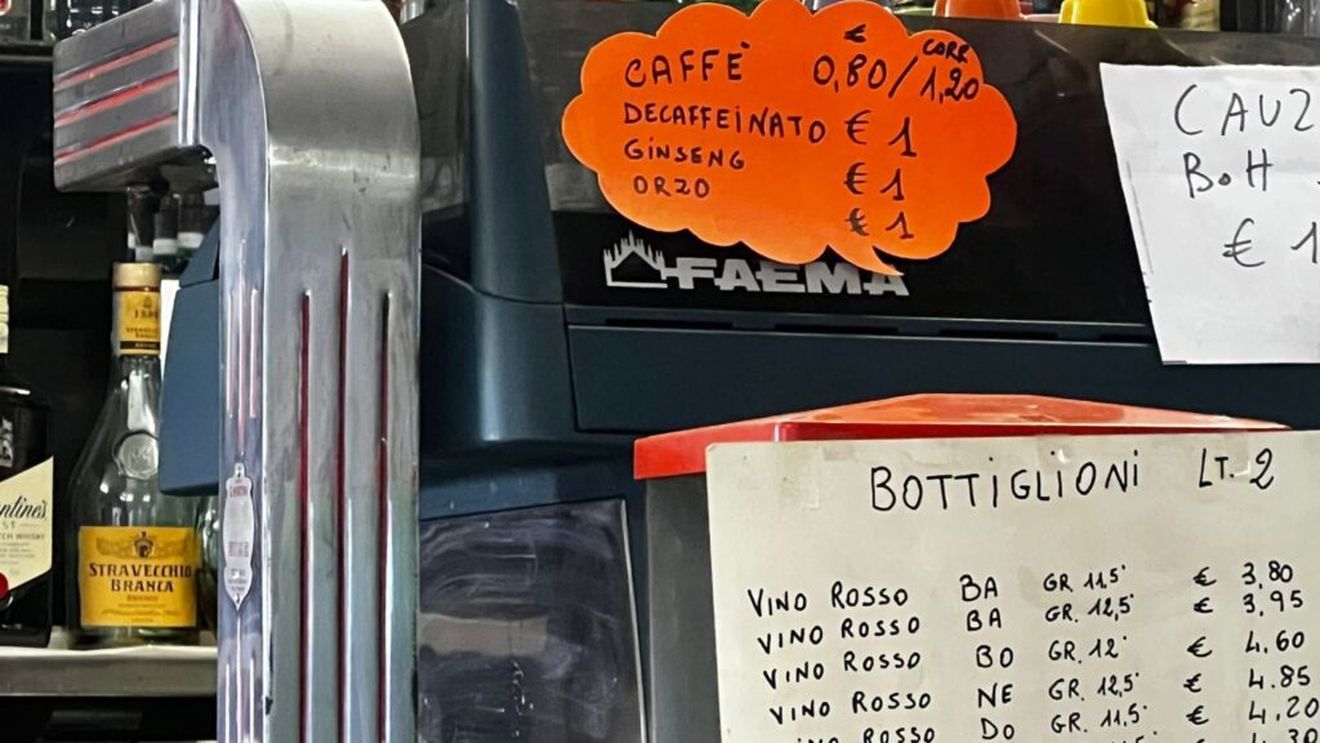 €
CORR
CAFFÈ 0,80/1,20
DECAFFEINATO € 1
GINSENG € 1
ORZO € 1
FAEMA
CAUZ
BOH
€ 1
STRAVECCHIO
BRANCA
BOTTIGLIONI LT. 2
VINO ROSSO BA GR 11,5° € 3.80
VINO ROSSO BA GR. 12,5° € 3,95
VINO ROSSO BO GR. 12° € 4.60
VINO ROSSO NE GR. 12,5° € 4.85
ROSSO DO GR. 11,5° € 4.20